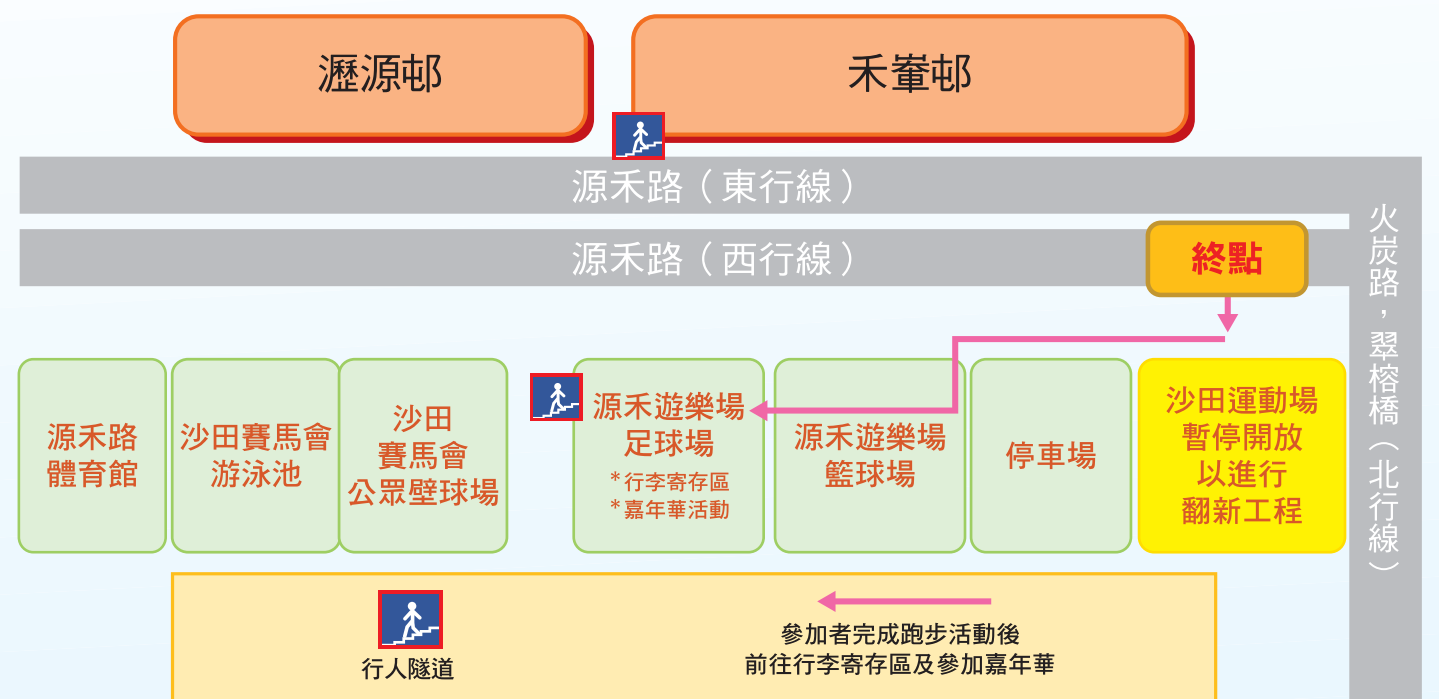 瀝源邨
禾輋邨
源禾路（東行線）
源禾路（西行線）
終點
火炭路，翠榕橋（北行線）
源禾路
體育館
沙田賽馬會
游泳池
沙田
賽馬會
公眾壁球場
源禾遊樂場
足球場
*行李寄存區
*嘉年華活動
源禾遊樂場
籃球場
停車場
沙田運動場
暫停開放
以進行
翻新工程
行人隧道
參加者完成跑步活動後
前往行李寄存區及參加嘉年華